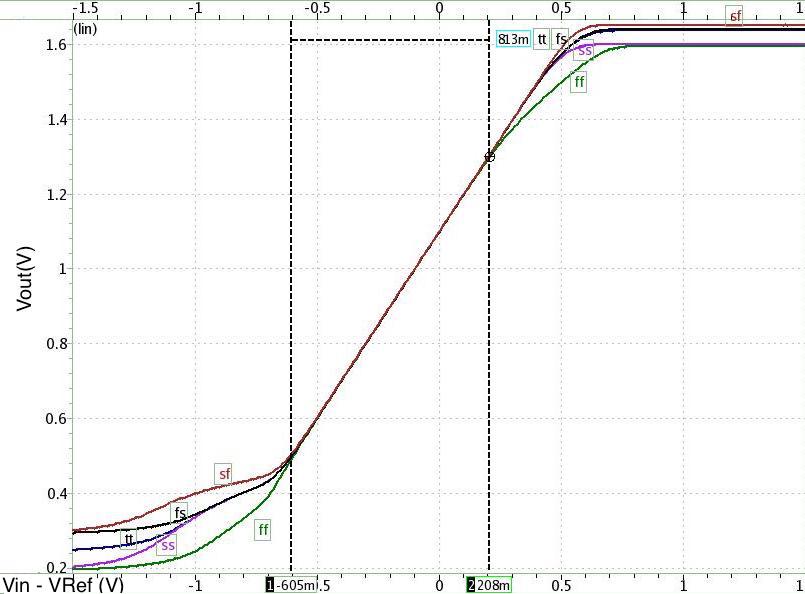 -1.5 -1 -0.5 0 0.5 1
(lin)
sf
1.6
813m tt fs
ss
ff
1.4
1.2
1
Vout(V)
0.8
0.6
sf
0.4
fs
tt
ss
ff
0.2
Vin - VRef (V) -1 1 -605m .5 0 2 208m 0.5 1